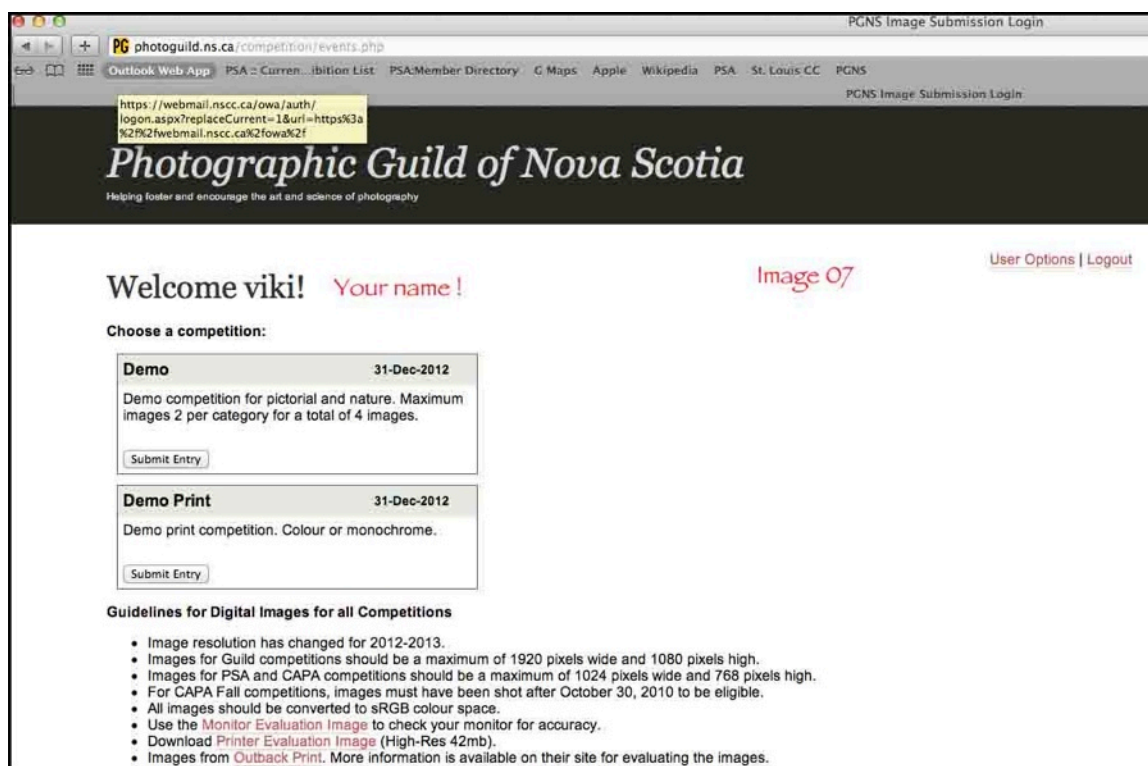 PGNS Image Submission Login
PG photoguild.ns.ca/competition/events.php
Outlook Web App PSA :: Curren...ibition List PSA:Member Directory G Maps Apple Wikipedia PSA St. Louis CC PGNS
PGNS Image Submission Login
https://webmail.nscc.ca/owa/auth/
logon.aspx?replaceCurrent=1&url=https%3a
%2f%2fwebmail.nscc.ca%2fowa%2f
Photographic Guild of Nova Scotia
Helping foster and encourage the art and science of photography
User Options | Logout
Welcome viki! Your name ! Image 07
Choose a competition:
Demo 31-Dec-2012
Demo competition for pictorial and nature. Maximum
images 2 per category for a total of 4 images.
Submit Entry
Demo Print 31-Dec-2012
Demo print competition. Colour or monochrome.
Submit Entry
Guidelines for Digital Images for all Competitions
• Image resolution has changed for 2012-2013.
• Images for Guild competitions should be a maximum of 1920 pixels wide and 1080 pixels high.
• Images for PSA and CAPA competitions should be a maximum of 1024 pixels wide and 768 pixels high.
• For CAPA Fall competitions, images must have been shot after October 30, 2010 to be eligible.
• All images should be converted to sRGB colour space.
• Use the Monitor Evaluation Image to check your monitor for accuracy.
• Download Printer Evaluation Image (High-Res 42mb).
• Images from Outback Print. More information is available on their site for evaluating the images.